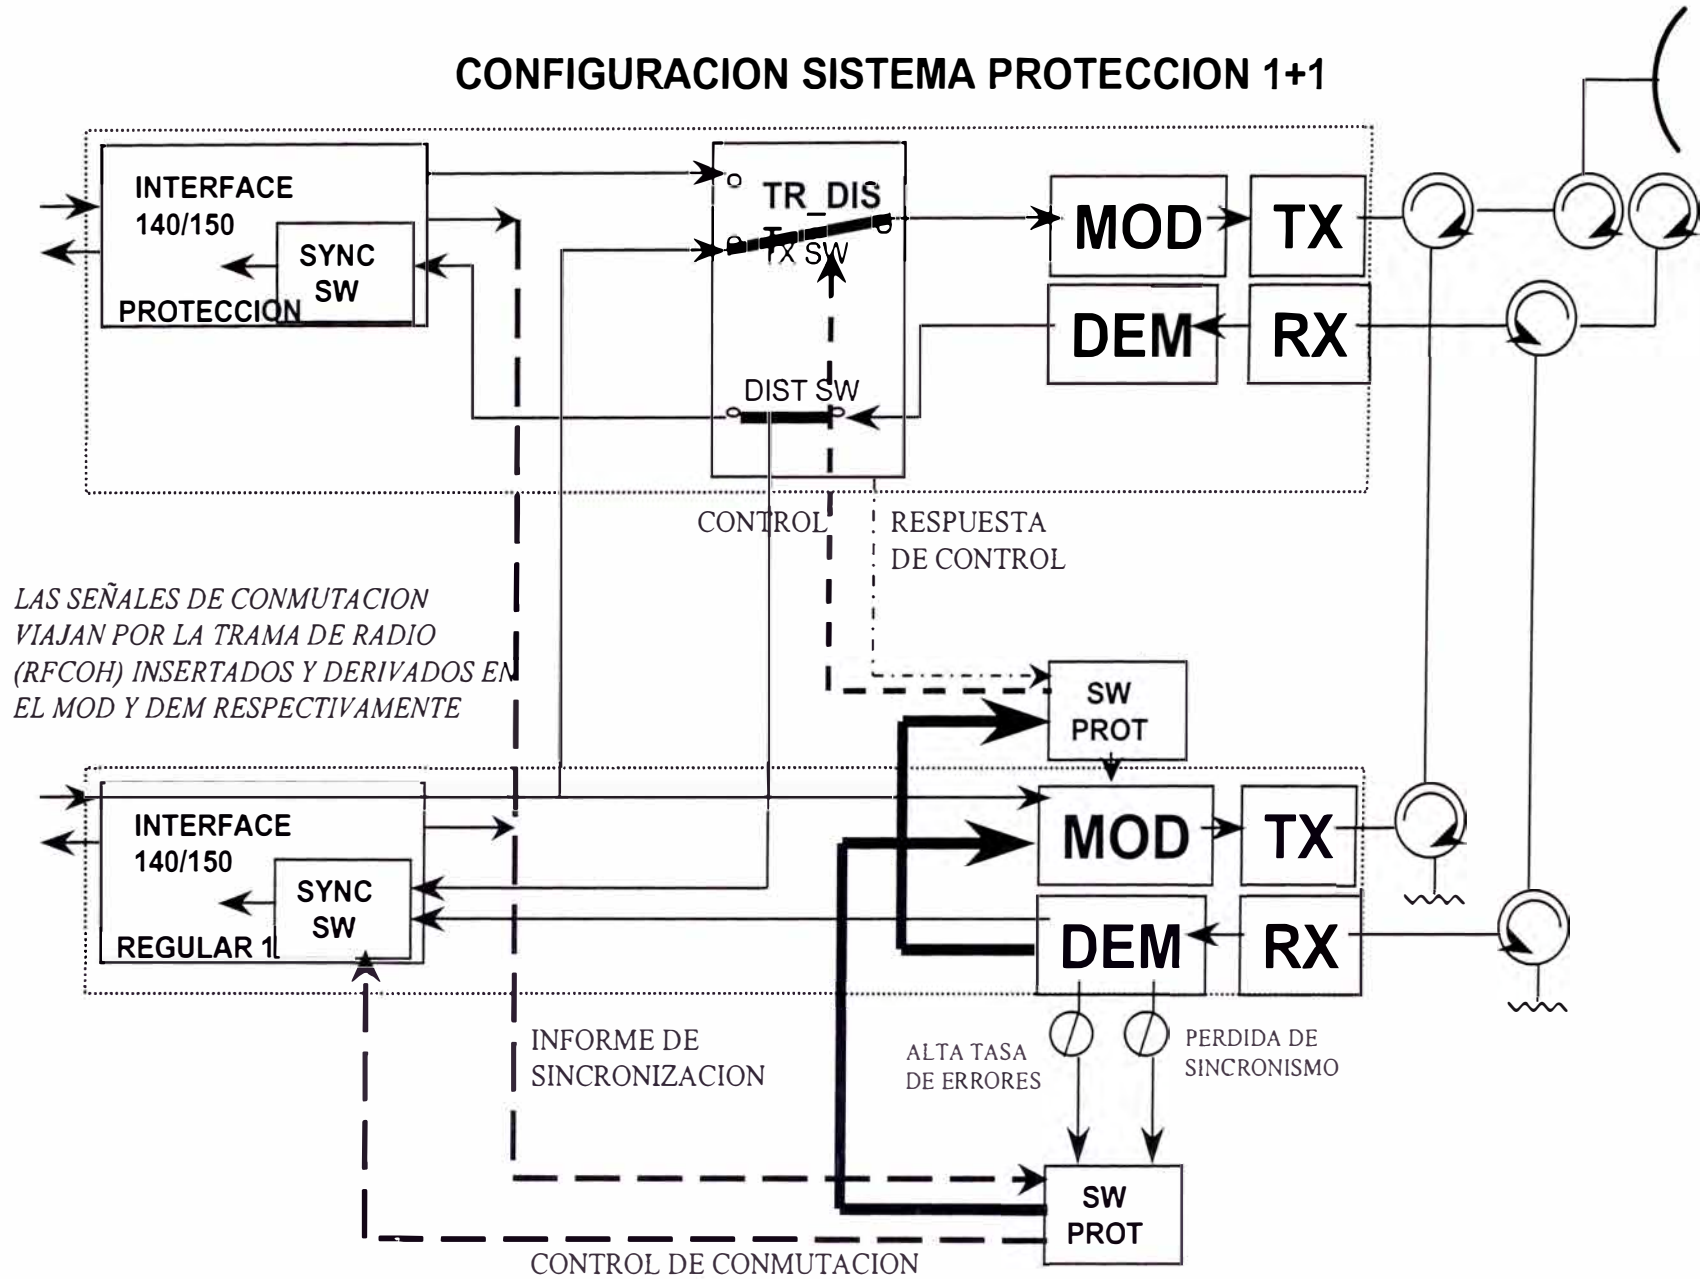 CONFIGURACION SISTEMA PROTECCION 1+1
INTERFACE
140/150
SYNC
SW
PROTECCION
TR_DIS
T
TX SW
DIST SW
MOD
TX
DEM
RX
CONTROL
RESPUESTA
DE CONTROL
LAS SEÑALES DE CONMUTACION
VIAJAN POR LA TRAMA DE RADIO
(RFCOH) INSERTADOS Y DERIVADOS EN
EL MOD Y DEM RESPECTIVAMENTE
SW
PROT
INTERFACE
140/150
SYNC
SW
REGULAR 1
MOD
TX
DEM
RX
INFORME DE
SINCRONIZACION
ALTA TASA
DE ERRORES
PERDIDA DE
SINCRONISMO
SW
PROT
CONTROL DE CONMUTACION